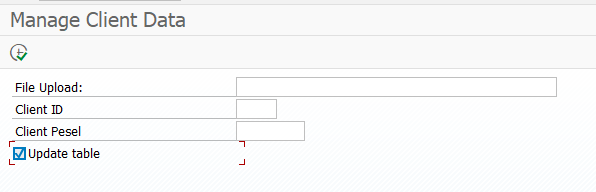 Manage Client Data
File Upload:
Client ID
Client Pesel
Update table